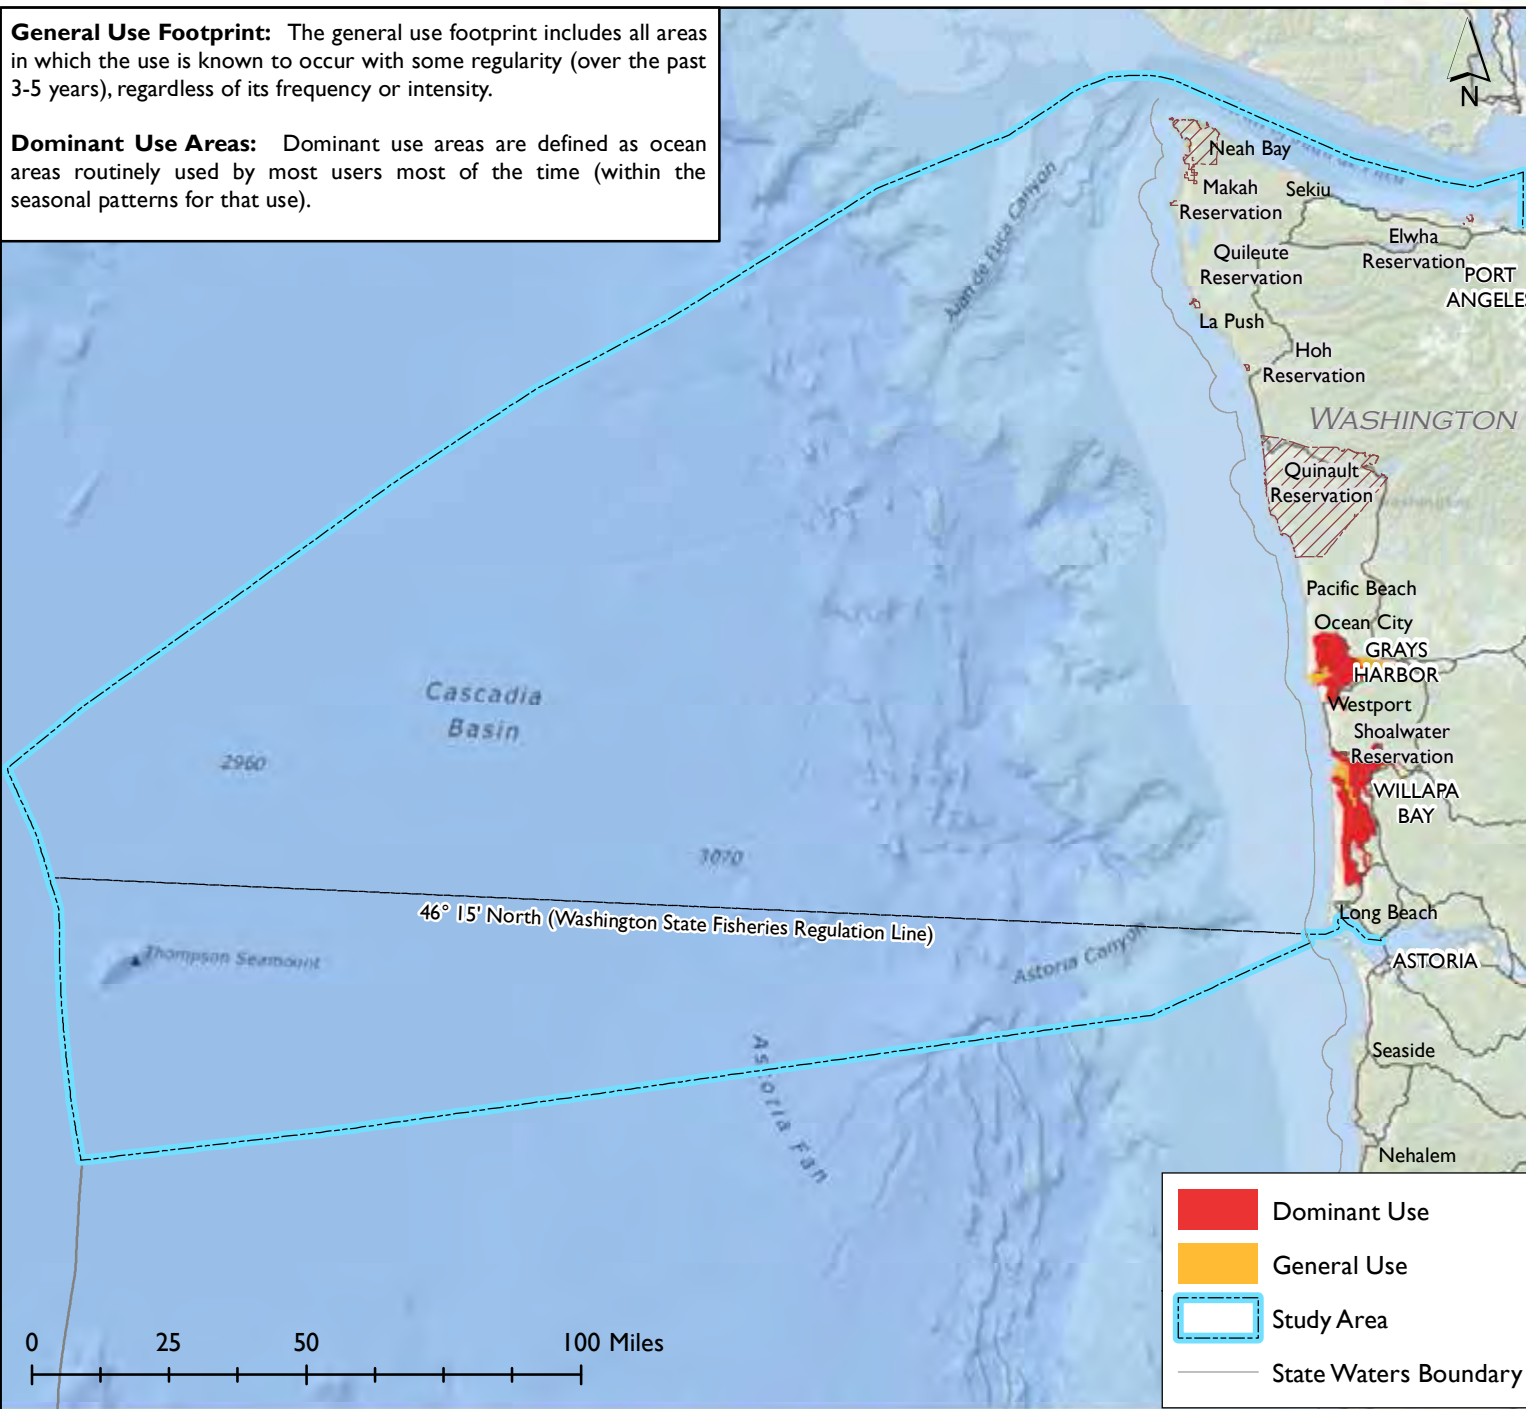 General Use Footprint: The general use footprint includes all areas
in which the use is known to occur with some regularity (over the past
3-5 years), regardless of its frequency or intensity.
Dominant Use Areas: Dominant use areas are defined as ocean
areas routinely used by most users most of the time (within the
seasonal patterns for that use).
N
Neah Bay
Makah
Reservation
Sekiu
Elwha
Reservation
PORT
ANGELES
Juan de Fuca Canyon
Quileute
Reservation
La Push
Hoh
Reservation
WASHINGTON
Quinault
Reservation
Washington
Pacific Beach
Ocean City
GRAYS
HARBOR
Westport
Shoalwater
Reservation
WILLAPA
BAY
Cascadia
Basin
2960
3070
46° 15' North (Washington State Fisheries Regulation Line)
Long Beach
Thompson Seamount
Astoria Canyon
ASTORIA
Astoria Fan
Seaside
Nehalem
Dominant Use
General Use
Study Area
State Waters Boundary
0 25 50 100 Miles